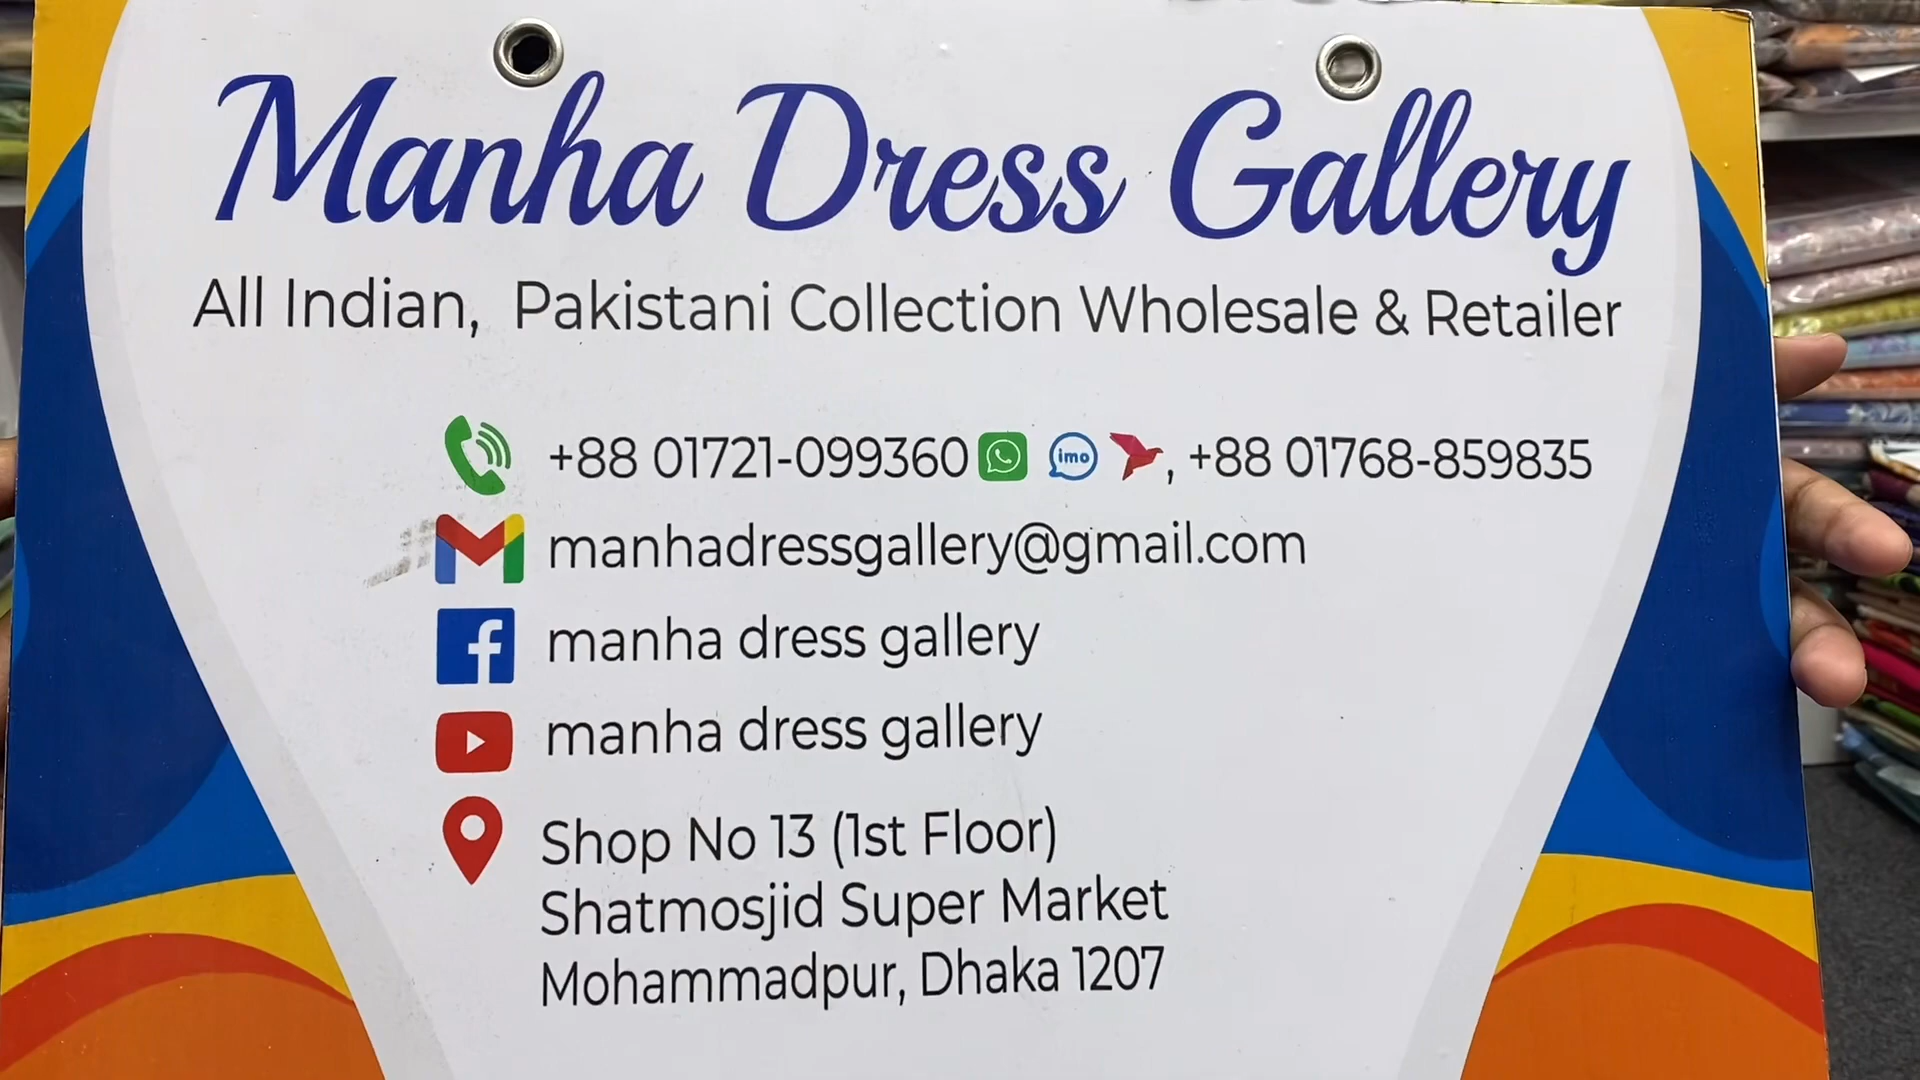 Manha Dress Gallery
All Indian, Pakistani Collection Wholesale & Retailer
+88 01721-099360 imo , +88 01768-859835
manhadressgallery@gmail.com
manha dress gallery
manha dress gallery
Shop No 13 (1st Floor)
Shatmosjid Super Market
Mohammadpur, Dhaka 1207